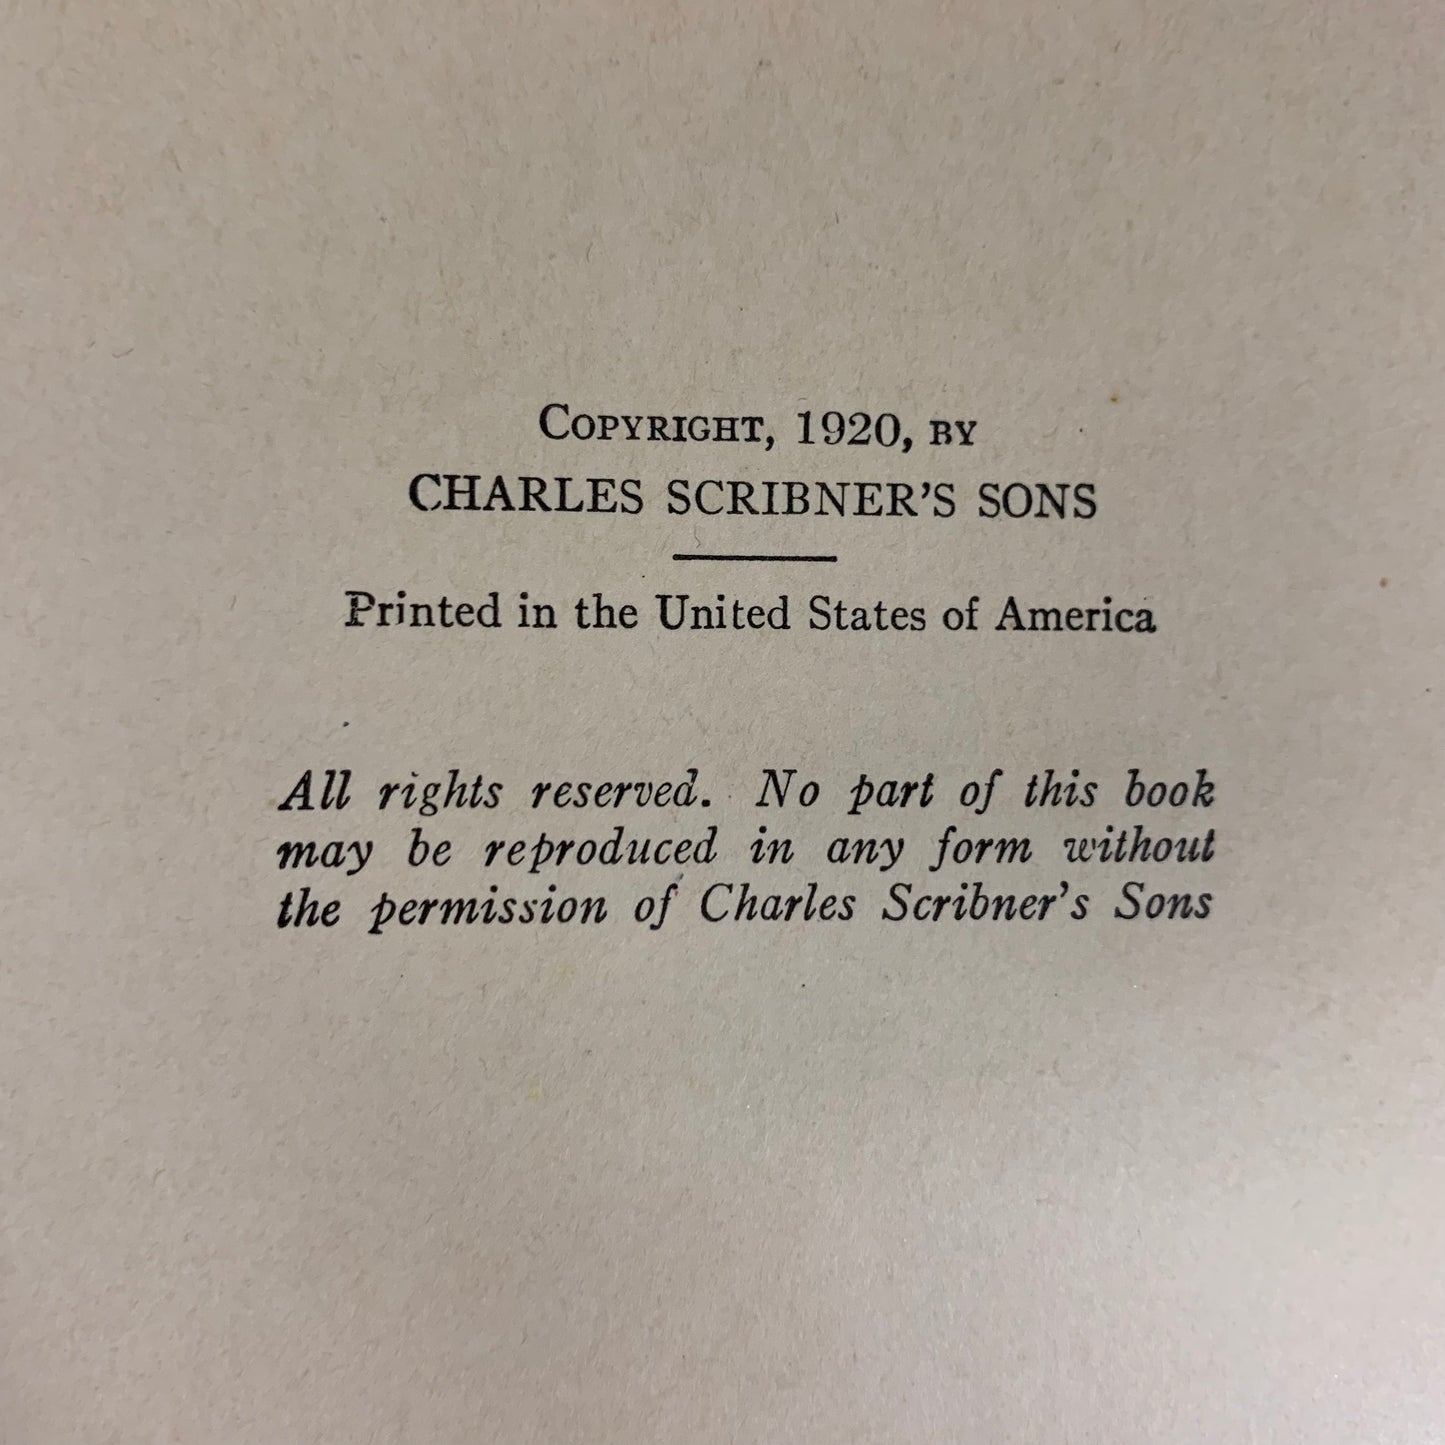 COPYRIGHT, 1920, BY
CHARLES SCRIBNER'S SONS
Printed in the United States of America
All rights reserved. No part of this book
may be reproduced in any form without
the permission of Charles Scribner's Sons